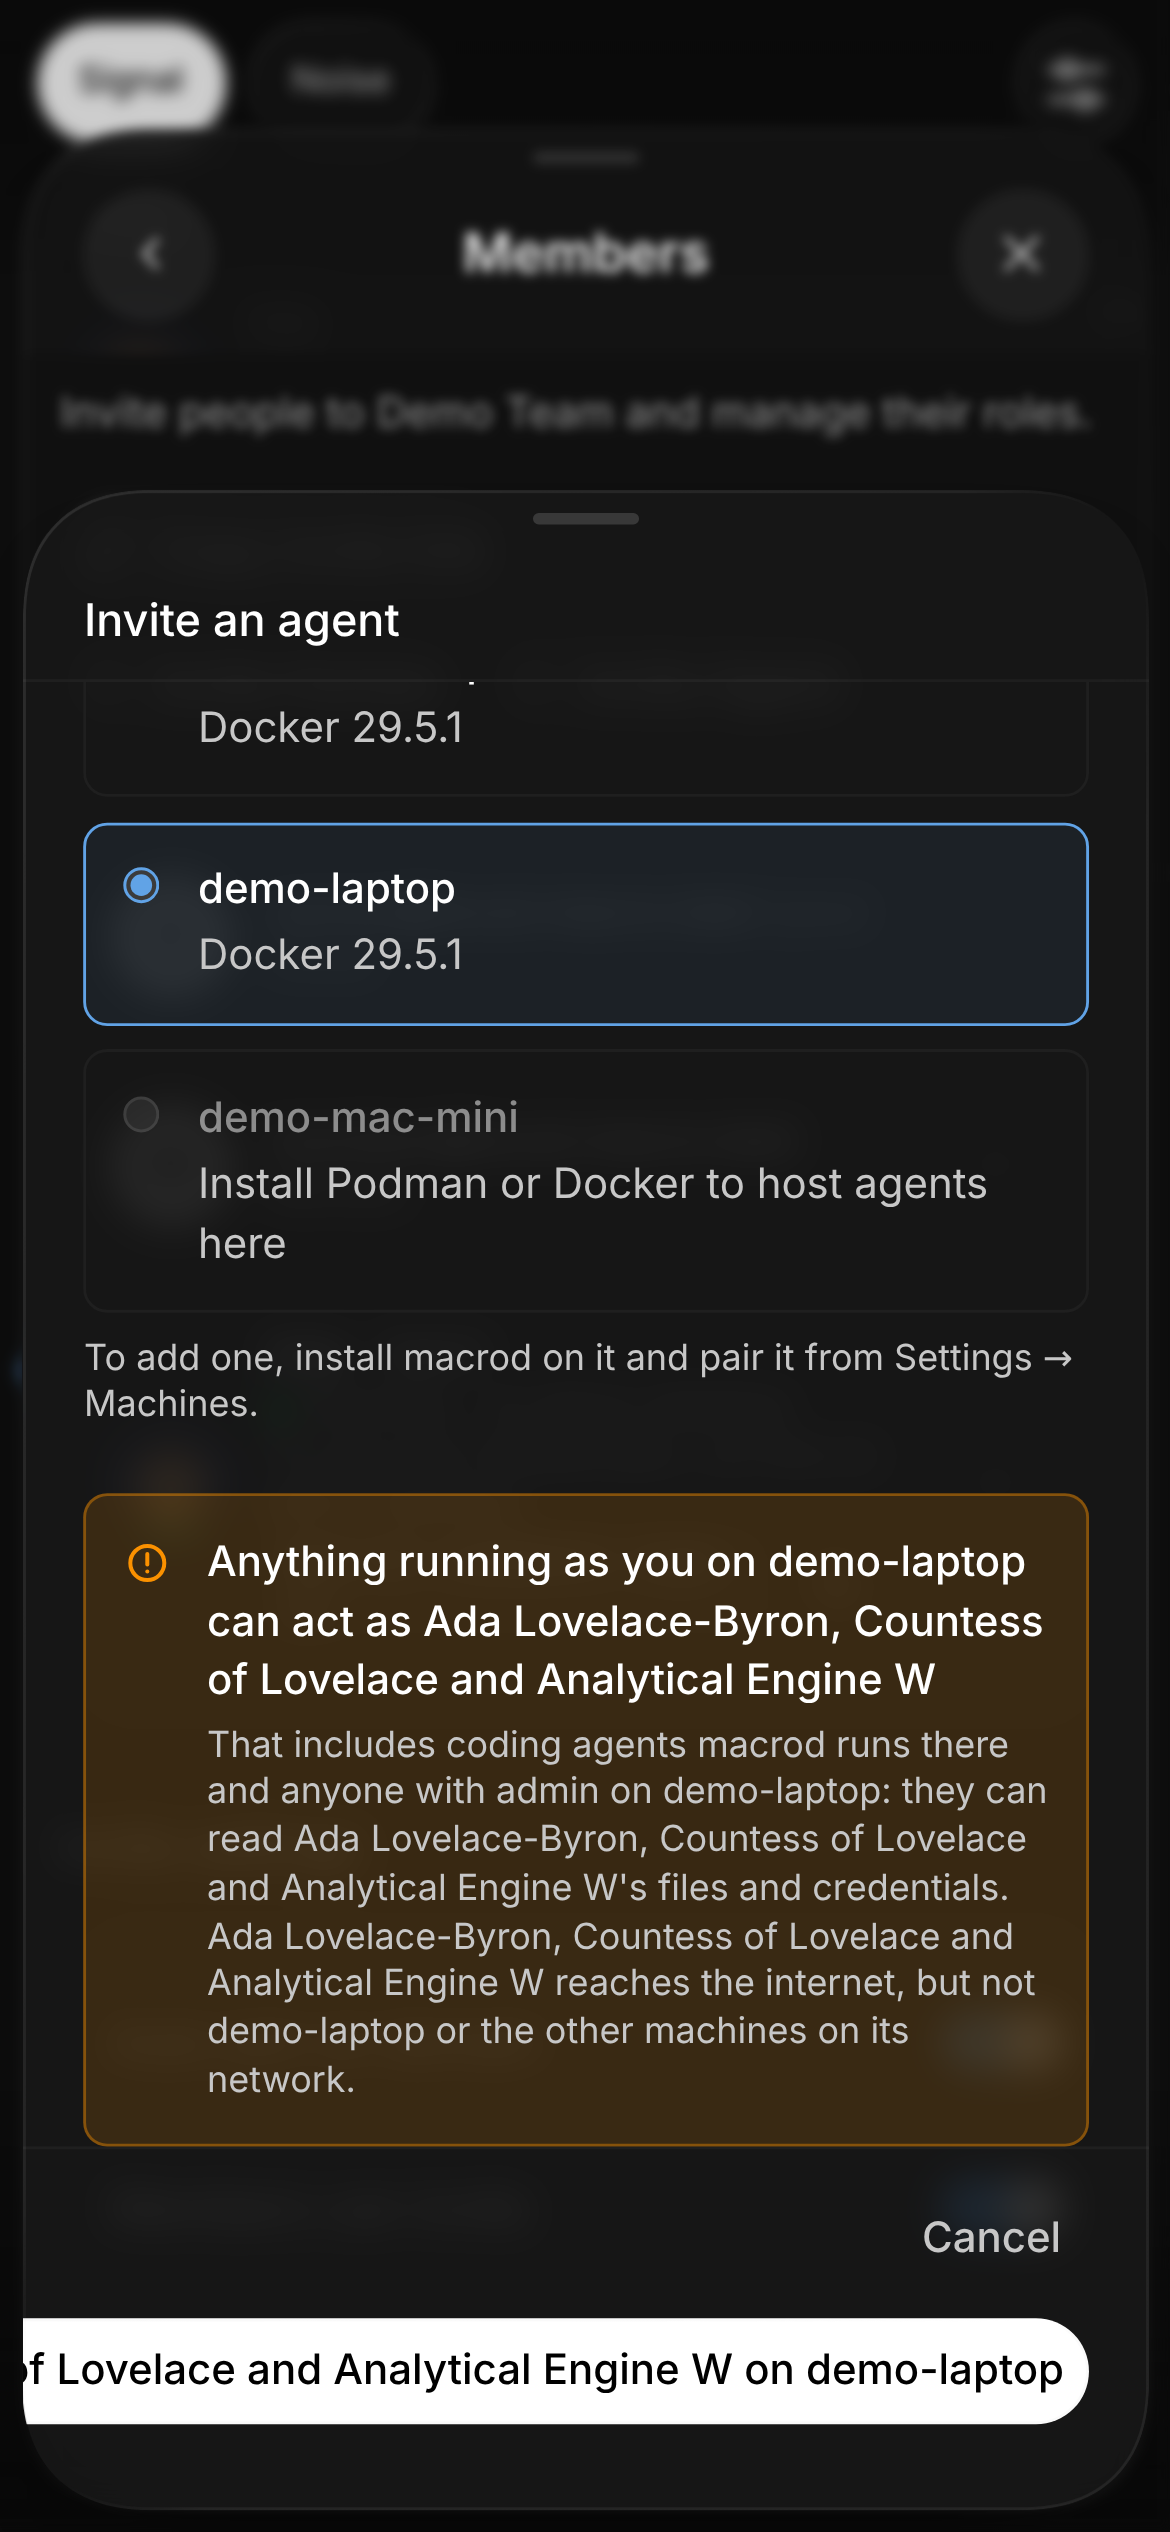 Signal
Noise
Members
Invite people to Demo Team and manage their roles.
Invite an agent
Docker 29.5.1
demo-laptop
Docker 29.5.1
demo-mac-mini
Install Podman or Docker to host agents
here
To add one, install macrod on it and pair it from Settings →
Machines.
Anything running as you on demo-laptop
can act as Ada Lovelace-Byron, Countess
of Lovelace and Analytical Engine W
That includes coding agents macrod runs there
and anyone with admin on demo-laptop: they can
read Ada Lovelace-Byron, Countess of Lovelace
and Analytical Engine W's files and credentials.
Ada Lovelace-Byron, Countess of Lovelace and
Analytical Engine W reaches the internet, but not
demo-laptop or the other machines on its
network.
Cancel
of Lovelace and Analytical Engine W on demo-laptop